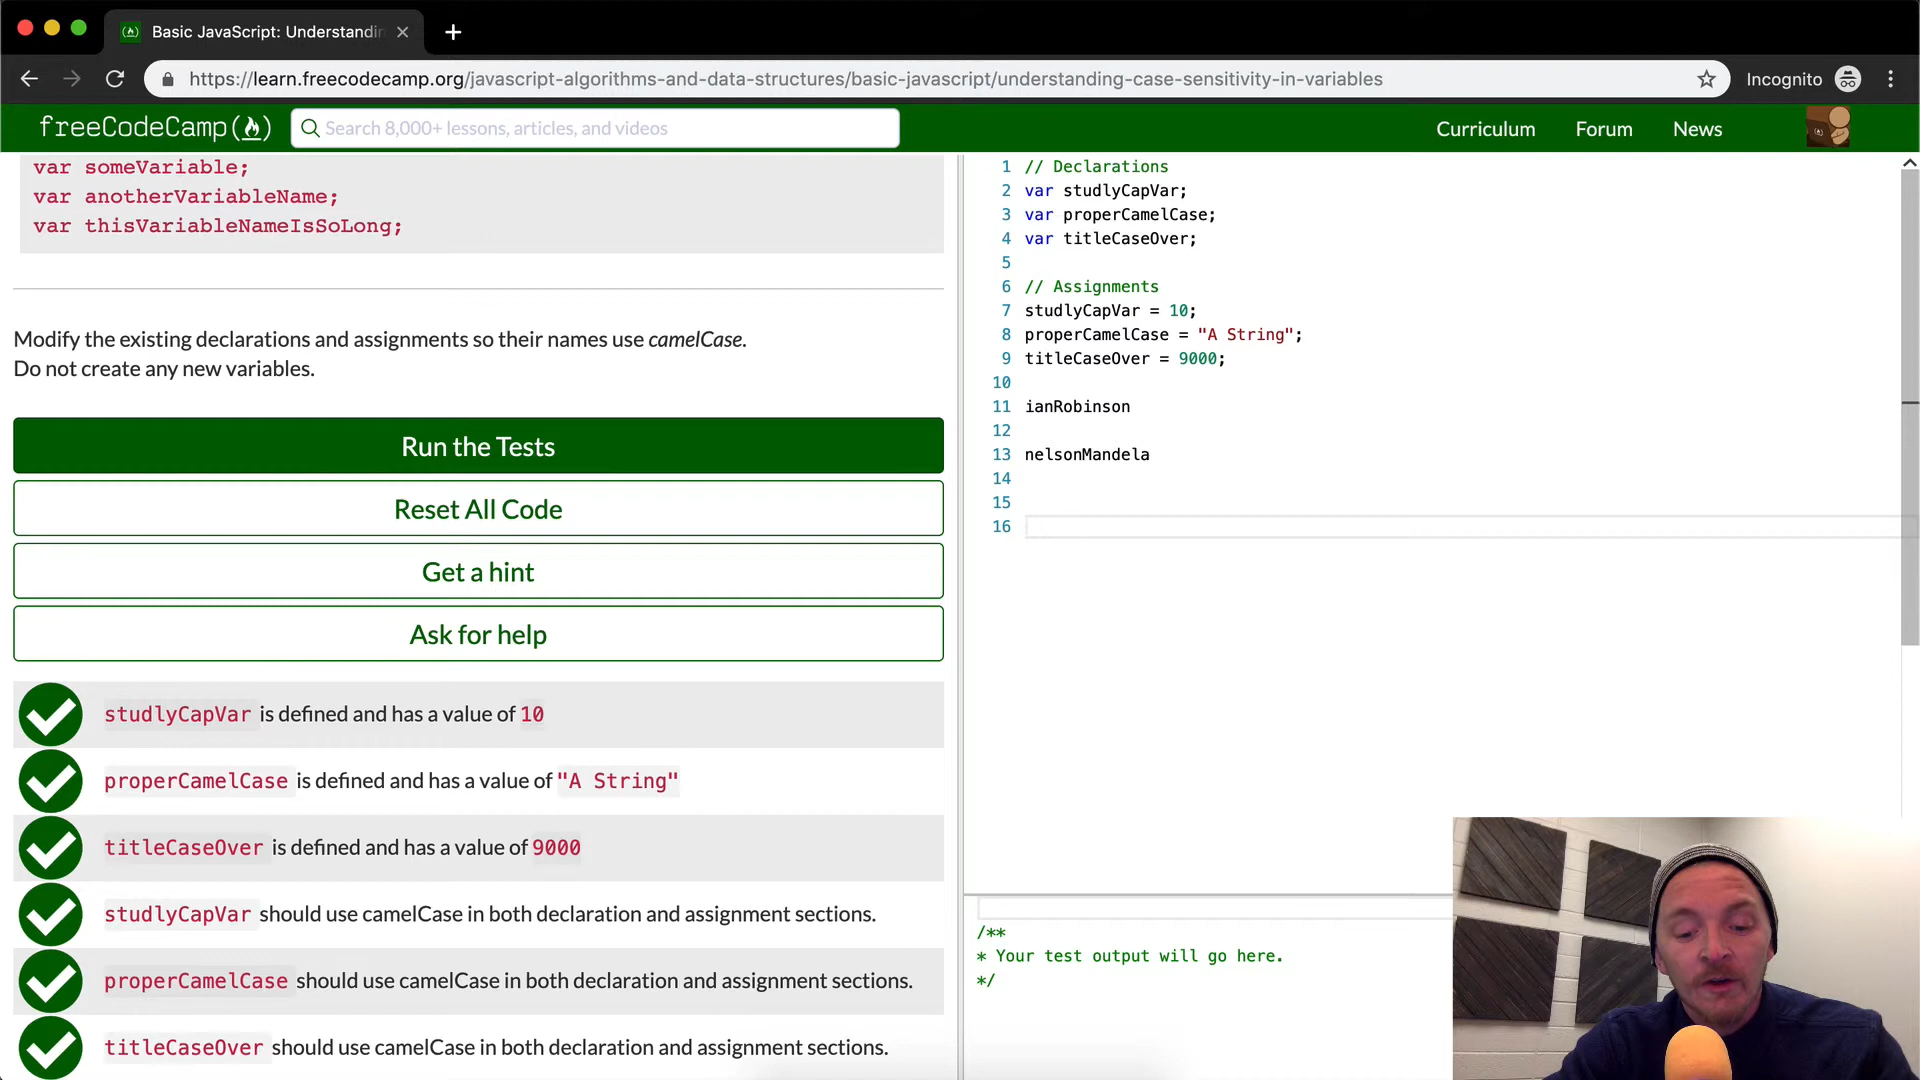 Basic JavaScript: Understandin
https://learn.freecodecamp.org/javascript-algorithms-and-data-structures/basic-javascript/understanding-case-sensitivity-in-variables
Incognito
freeCodeCamp
Search 8,000+ lessons, articles, and videos
Curriculum
Forum
News
var someVariable;
var anotherVariableName;
var thisVariableNameIsSoLong;
Modify the existing declarations and assignments so their names use camelCase.
Do not create any new variables.
Run the Tests
Reset All Code
Get a hint
Ask for help
studlyCapVar is defined and has a value of 10
properCamelCase is defined and has a value of "A String"
titleCaseOver is defined and has a value of 9000
studlyCapVar should use camelCase in both declaration and assignment sections.
properCamelCase should use camelCase in both declaration and assignment sections.
titleCaseOver should use camelCase in both declaration and assignment sections.
1 // Declarations
2 var studlyCapVar;
3 var properCamelCase;
4 var titleCaseOver;
5
6 // Assignments
7 studlyCapVar = 10;
8 properCamelCase = "A String";
9 titleCaseOver = 9000;
10
11 ianRobinson
12
13 nelsonMandela
14
15
16
/**
* Your test output will go here.
*/